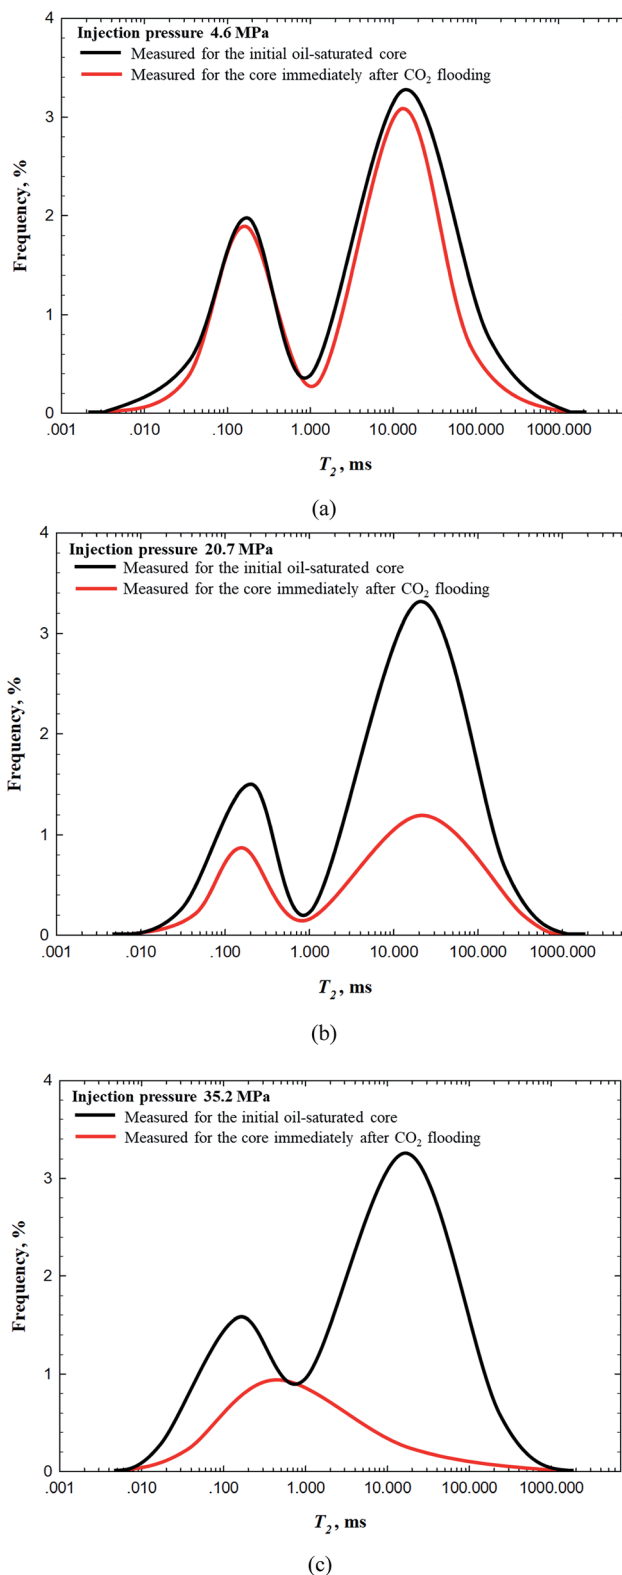 Injection pressure 4.6 MPa
Measured for the initial oil-saturated core
Measured for the core immediately after CO2 flooding
4
3
2
1
0
Frequency, %
.001 .010 .100 1.000 10.000 100.000 1000.000
T2, ms
(a)
Injection pressure 20.7 MPa
Measured for the initial oil-saturated core
Measured for the core immediately after CO2 flooding
4
3
2
1
0
Frequency, %
.001 .010 .100 1.000 10.000 100.000 1000.000
T2, ms
(b)
Injection pressure 35.2 MPa
Measured for the initial oil-saturated core
Measured for the core immediately after CO2 flooding
4
3
2
1
0
Frequency, %
.001 .010 .100 1.000 10.000 100.000 1000.000
T2, ms
(c)